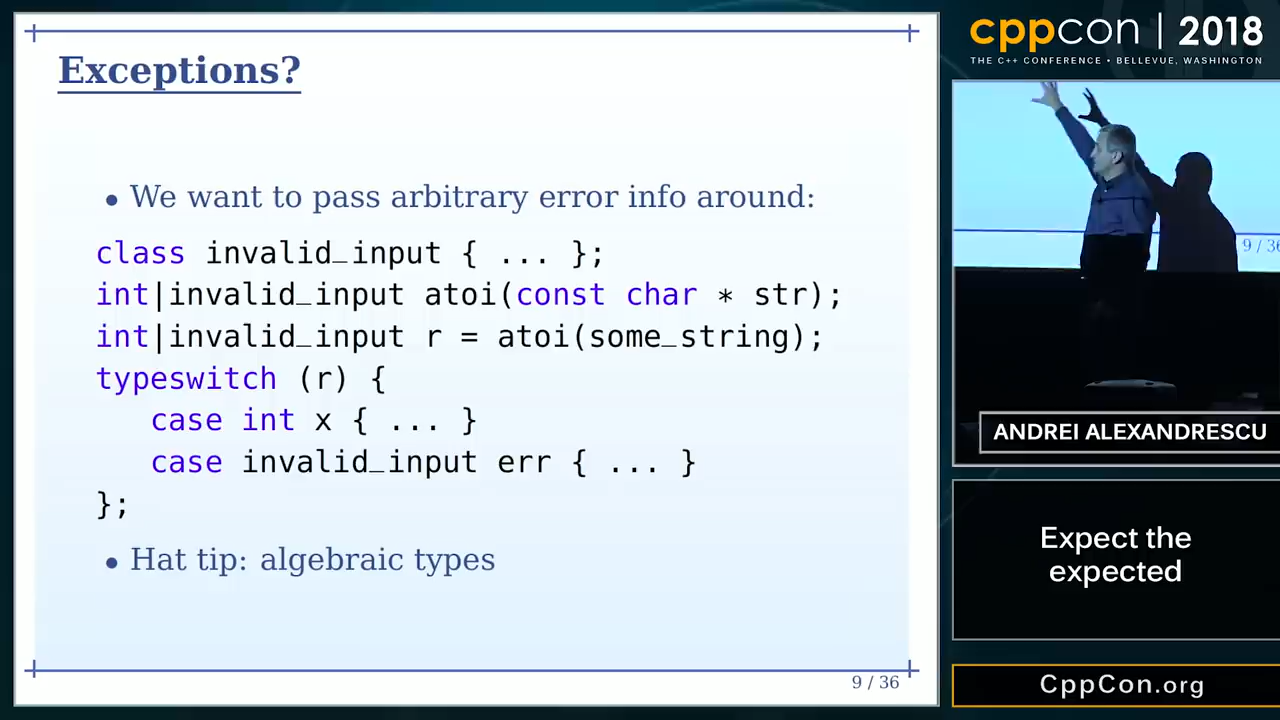 Exceptions?
• We want to pass arbitrary error info around:
class invalid_input { ... };
int|invalid_input atoi(const char * str);
int|invalid_input r = atoi(some_string);
typeswitch (r) {
case int x { ... }
case invalid_input err { ... }
};
• Hat tip: algebraic types
9 / 36
cppcon | 2018
THE C++ CONFERENCE • BELLEVUE, WASHINGTON
9 / 36
ANDREI ALEXANDRESCU
Expect the
expected
CppCon.org